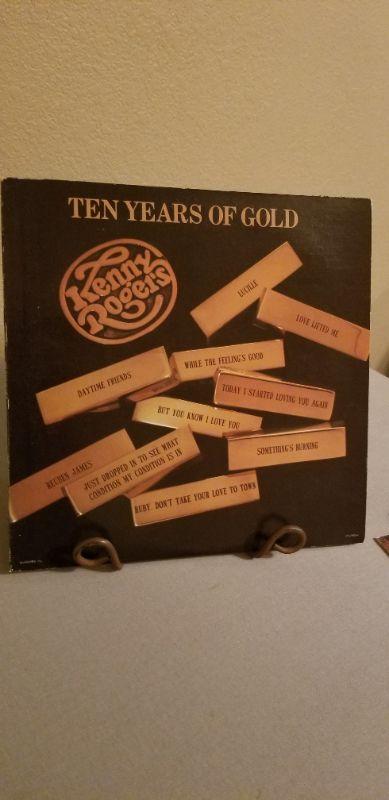 TEN YEARS OF GOLD
Kenny
Rogers
LUCILLE
LOVE LIFTED ME
WHILE THE FEELING'S GOOD
DAYTIME FRIENDS
TODAY I STARTED LOVING YOU AGAIN
BUT YOU KNOW I LOVE YOU
SOMETHING'S BURNING
REUBEN JAMES
JUST DROPPED IN TO SEE WHAT
CONDITION MY CONDITION IS IN
RUBY, DON'T TAKE YOUR LOVE TO TOWN